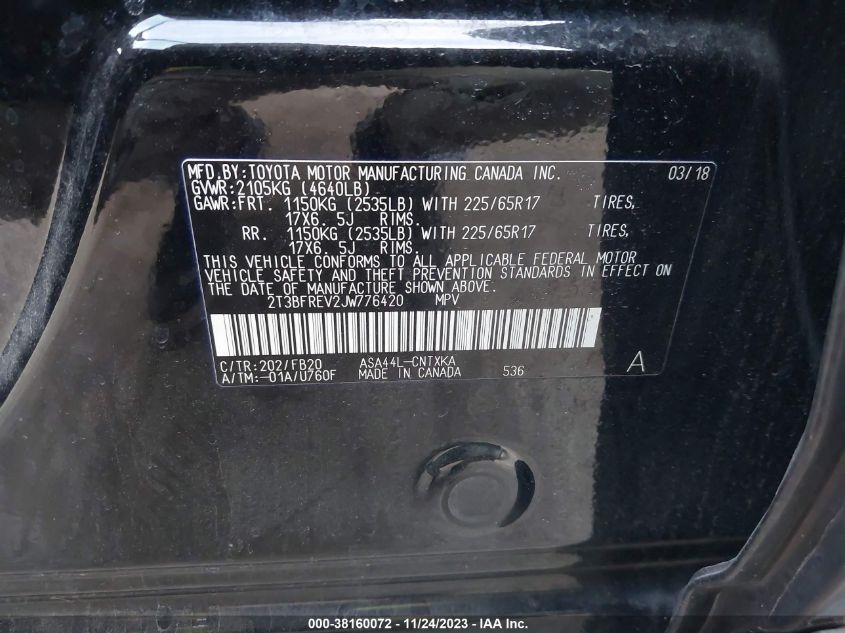 MFD.BY:TOYOTA MOTOR MANUFACTURING CANADA INC. 03/18
GVWR:2105KG (4640LB)
GAWR:FRT. 1150KG (2535LB) WITH 225/65R17 TIRES,
17X6.5J RIMS.
RR. 1150KG (2535LB) WITH 225/65R17 TIRES,
17X6.5J RIMS.
THIS VEHICLE CONFORMS TO ALL APPLICABLE FEDERAL MOTOR
VEHICLE SAFETY AND THEFT PREVENTION STANDARDS IN EFFECT ON
THE DATE OF MANUFACTURE SHOWN ABOVE.
2T3BFREV2JW776420 MPV
C/TR:202/FB20 ASA44L-CNTXKA
A/TM:-01A/U760F MADE IN CANADA 536 A
000-38160072 - 11/24/2023 - IAA Inc.